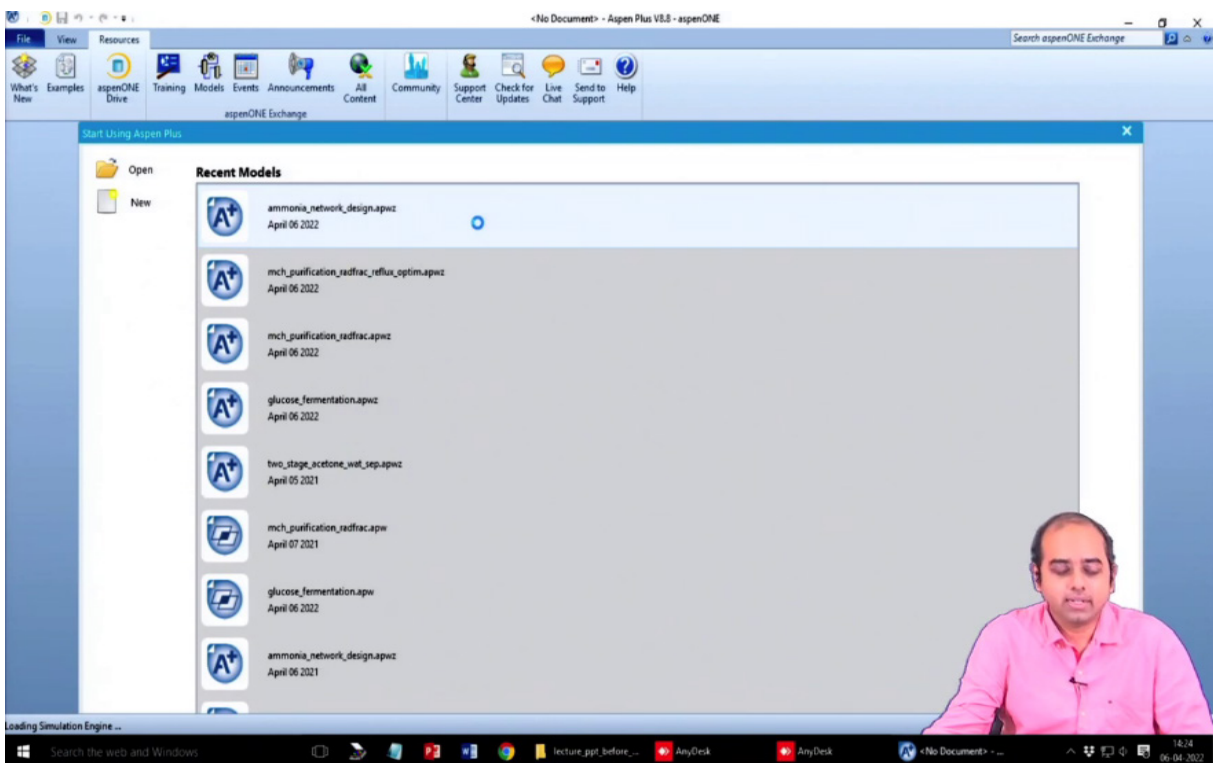 <No Document> - Aspen Plus V8.8 - aspenONE
File View Resources
Search aspenONE Exchange
What's New
Examples
aspenONE Drive
Training
Models
Events
Announcements
All Content
Community
Support Center
Check for Updates
Live Chat
Send to Support
Help
aspenONE Exchange
Start Using Aspen Plus
Open
New
Recent Models
ammonia_network_design.apwz
April 06 2022
mch_purification_radfrac_reflux_optim.apwz
April 06 2022
mch_purification_radfrac.apwz
April 06 2022
glucose_fermentation.apwz
April 06 2022
two_stage_acetone_wat_sep.apwz
April 05 2021
mch_purification_radfrac.apw
April 07 2021
glucose_fermentation.apw
April 06 2022
ammonia_network_design.apwz
April 06 2021
Loading Simulation Engine ...
Search the web and Windows
lecture_ppt_before_...
AnyDesk
AnyDesk
<No Document> - ...
14:24
06-04-2022